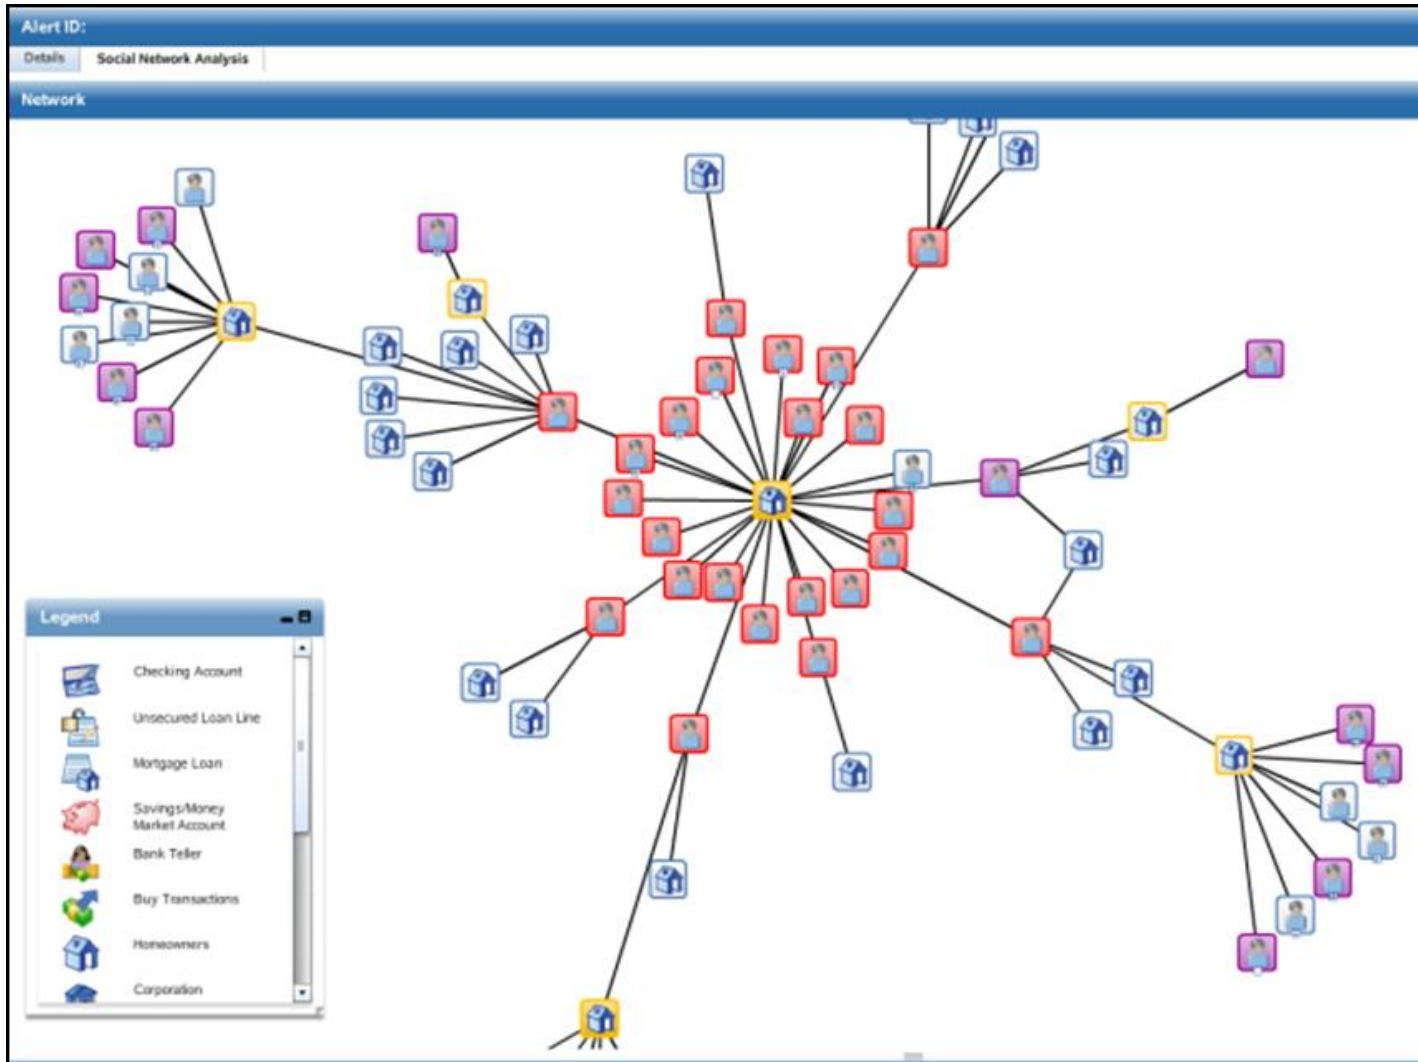 Alert ID:
Details Social Network Analysis
Network
Legend
Checking Account
Unsecured Loan Line
Mortgage Loan
Savings/Money
Market Account
Bank Teller
Buy Transactions
Homeowners
Corporation